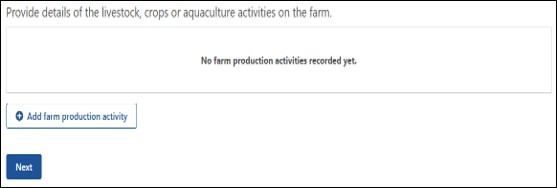 Provide details of the livestock, crops or aquaculture activities on the farm.
No farm production activities recorded yet.
Add farm production activity
Next